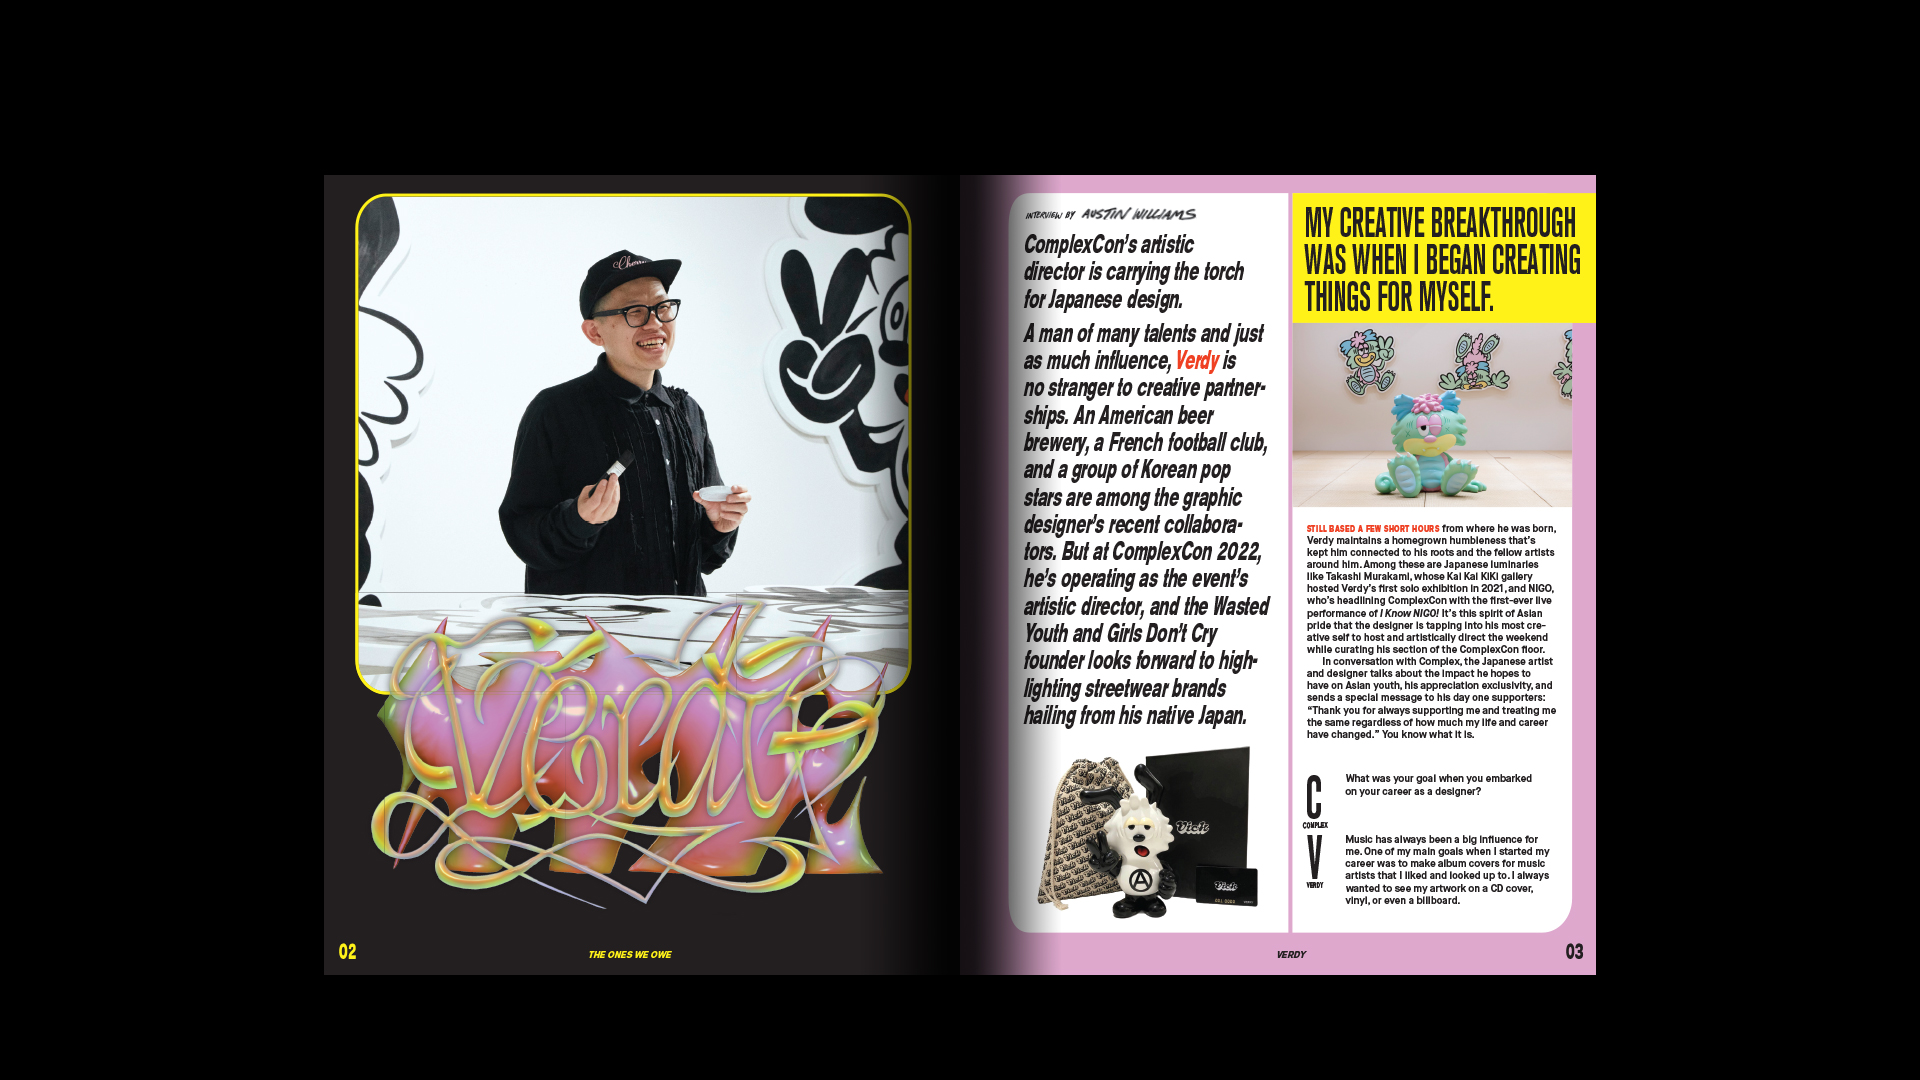 Cherry
Verdy
02
THE ONES WE OWE
INTERVIEW BY AUSTIN WILLIAMS
ComplexCon's artistic
director is carrying the torch
for Japanese design.
A man of many talents and just
as much influence, Verdy is
no stranger to creative partner-
ships. An American beer
brewery, a French football club,
and a group of Korean pop
stars are among the graphic
designer's recent collabora-
tors. But at ComplexCon 2022,
he's operating as the event's
artistic director, and the Wasted
Youth and Girls Don't Cry
founder looks forward to high-
lighting streetwear brands
hailing from his native Japan.
Vick
Vick
MY CREATIVE BREAKTHROUGH
WAS WHEN I BEGAN CREATING
THINGS FOR MYSELF.
STILL BASED A FEW SHORT HOURS from where he was born,
Verdy maintains a homegrown humbleness that's
kept him connected to his roots and the fellow artists
around him. Among these are Japanese luminaries
like Takashi Murakami, whose Kai Kai KiKi gallery
hosted Verdy's first solo exhibition in 2021, and NIGO,
who's headlining ComplexCon with the first-ever live
performance of I Know NIGO! It's this spirit of Asian
pride that the designer is tapping into his most cre-
ative self to host and artistically direct the weekend
while curating his section of the ComplexCon floor.
In conversation with Complex, the Japanese artist
and designer talks about the impact he hopes to
have on Asian youth, his appreciation exclusivity, and
sends a special message to his day one supporters:
“Thank you for always supporting me and treating me
the same regardless of how much my life and career
have changed.” You know what it is.
C
COMPLEX
What was your goal when you embarked
on your career as a designer?
V
VERDY
Music has always been a big influence for
me. One of my main goals when I started my
career was to make album covers for music
artists that I liked and looked up to. I always
wanted to see my artwork on a CD cover,
vinyl, or even a billboard.
VERDY
03